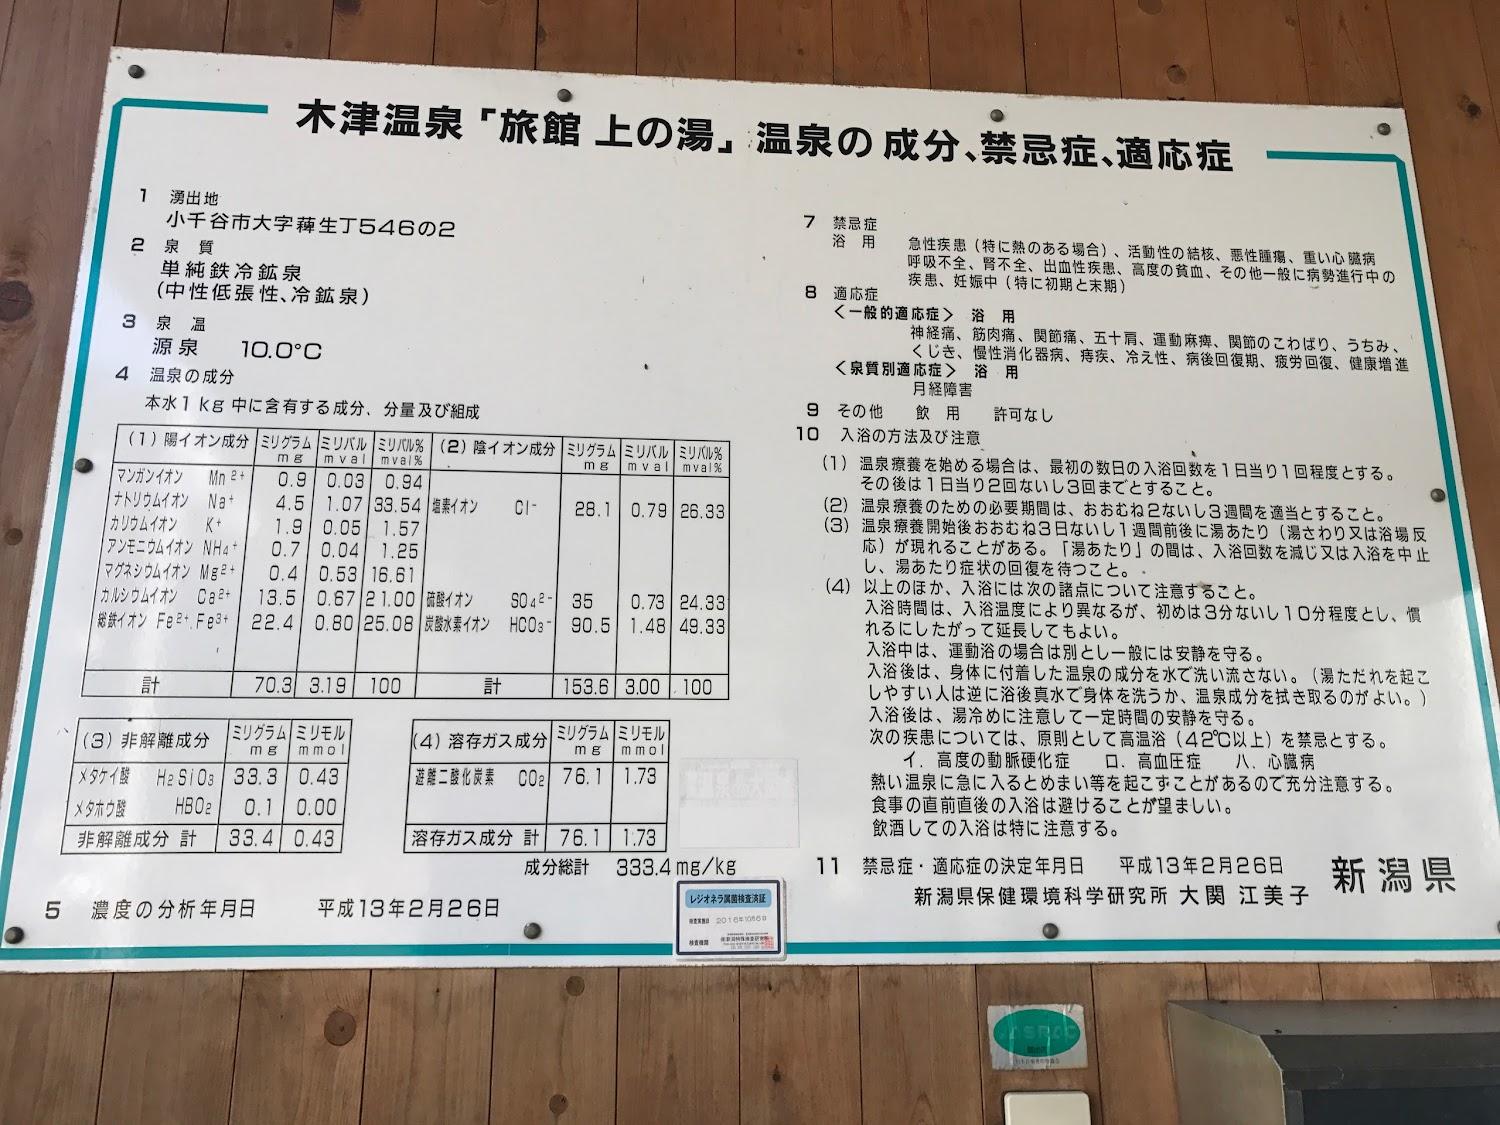 木津温泉「旅館 上の湯」温泉の成分、禁忌症、適応症
1 湧出地
小千谷市大字薭生丁546の2
2 泉 質
単純鉄冷鉱泉
(中性低張性、冷鉱泉)
3 泉 温
源泉 10.0℃
4 温泉の成分
本水1kg中に含有する成分、分量及び組成
(1)陽イオン成分 ミリグラム mg ミリバル mval ミリバル% mval%
マンガンイオン Mn2+ 0.9 0.03 0.94
ナトリウムイオン Na+ 4.5 1.07 33.54
カリウムイオン K+ 1.9 0.05 1.57
アンモニウムイオン NH4+ 0.7 0.04 1.25
マグネシウムイオン Mg2+ 0.4 0.53 16.61
カルシウムイオン Ca2+ 13.5 0.67 21.00
総鉄イオン Fe2+.Fe3+ 22.4 0.80 25.08
計 70.3 3.19 100
(2)陰イオン成分 ミリグラム mg ミリバル mval ミリバル% mval%
塩素イオン Cl- 28.1 0.79 26.33
硫酸イオン SO42- 35 0.73 24.33
炭酸水素イオン HCO3- 90.5 1.48 49.33
計 153.6 3.00 100
(3)非解離成分 ミリグラム mg ミリモル mmol
メタケイ酸 H2SiO3 33.3 0.43
メタホウ酸 HBO2 0.1 0.00
非解離成分 計 33.4 0.43
(4)溶存ガス成分 ミリグラム mg ミリモル mmol
遊離二酸化炭素 CO2 76.1 1.73
溶存ガス成分 計 76.1 1.73
成分総計 333.4mg/kg
5 濃度の分析年月日 平成13年2月26日
レジオネラ属菌検査済証
検査実施日 2016年10月6日
検査機関
7 禁忌症
浴 用 急性疾患(特に熱のある場合)、活動性の結核、悪性腫瘍、重い心臓病
呼吸不全、腎不全、出血性疾患、高度の貧血、その他一般に病勢進行中の
疾患、妊娠中(特に初期と末期)
8 適応症
<一般的適応症> 浴 用
神経痛、筋肉痛、関節痛、五十肩、運動麻痺、関節のこわばり、うちみ、
くじき、慢性消化器病、痔疾、冷え性、病後回復期、疲労回復、健康増進
<泉質別適応症> 浴 用
月経障害
9 その他 飲 用 許可なし
10 入浴の方法及び注意
(1)温泉療養を始める場合は、最初の数日の入浴回数を1日当り1回程度とする。
その後は1日当り2回ないし3回までとすること。
(2)温泉療養のための必要期間は、おおむね2ないし3週間を適当とすること。
(3)温泉療養開始後おおむね3日ないし1週間前後に湯あたり(湯さわり又は浴場反
応)が現れることがある。「湯あたり」の間は、入浴回数を減じ又は入浴を中止
し、湯あたり症状の回復を待つこと。
(4)以上のほか、入浴には次の諸点について注意すること。
入浴時間は、入浴温度により異なるが、初めは3分ないし10分程度とし、慣
れるにしたがって延長してもよい。
入浴中は、運動浴の場合は別とし一般には安静を守る。
入浴後は、身体に付着した温泉の成分を水で洗い流さない。(湯ただれを起こ
しやすい人は逆に浴後真水で身体を洗うか、温泉成分を拭き取るのがよい。)
入浴後は、湯冷めに注意して一定時間の安静を守る。
次の疾患については、原則として高温浴(42℃以上)を禁忌とする。
イ. 高度の動脈硬化症 ロ. 高血圧症 ハ. 心臓病
熱い温泉に急に入るとめまい等を起こすことがあるので充分注意する。
食事の直前直後の入浴は避けることが望ましい。
飲酒しての入浴は特に注意する。
11 禁忌症・適応症の決定年月日 平成13年2月26日
新潟県保健環境科学研究所 大関 江美子
新潟県